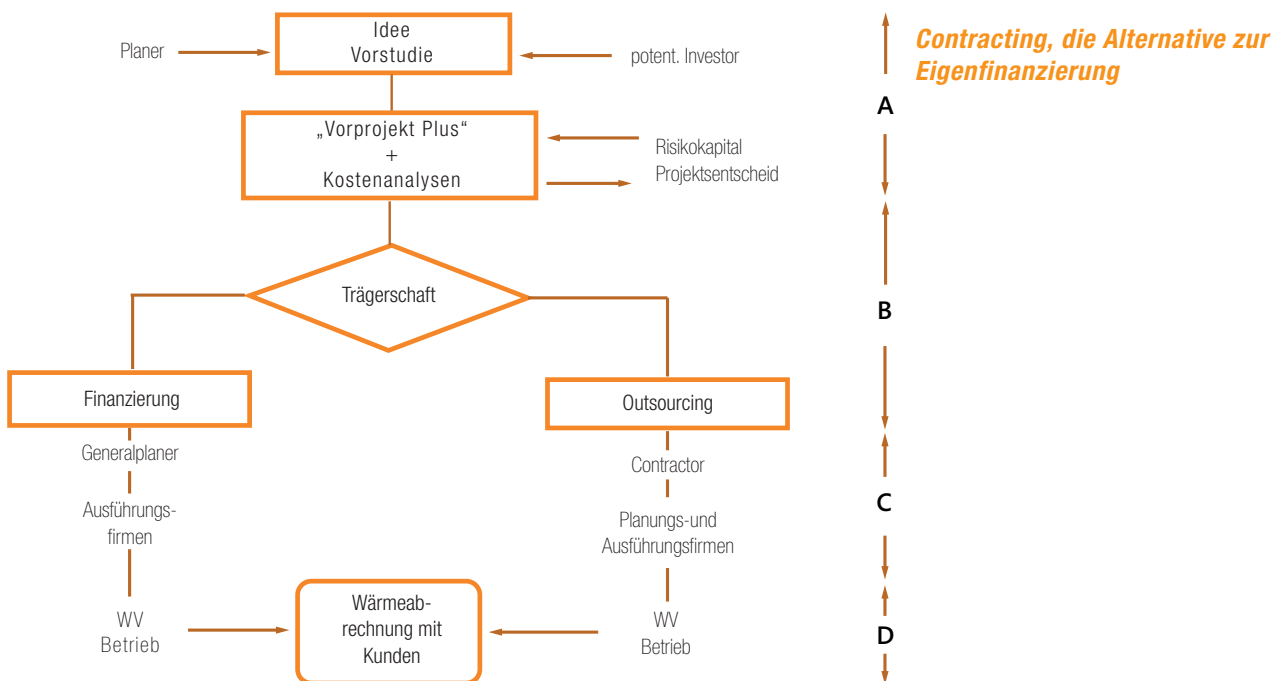 Idee
Vorstudie
Planer
potent. Investor
Contracting, die Alternative zur
Eigenfinanzierung
A
„Vorprojekt Plus“
+
Kostenanalysen
Risikokapital
Projektsentscheid
Trägerschaft
B
Finanzierung
Outsourcing
Generalplaner
Contractor
Ausführungs-
firmen
Planungs-und
Ausführungsfirmen
C
WV
Betrieb
Wärmeab-
rechnung mit
Kunden
WV
Betrieb
D